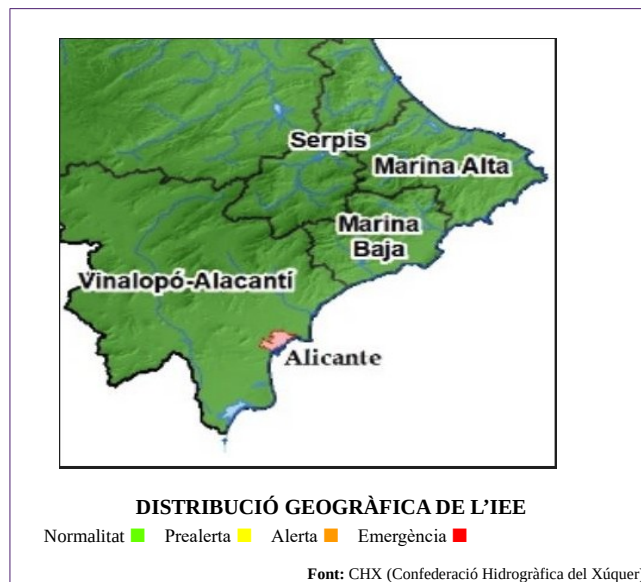 Serpis
Marina Alta
Marina
Baja
Vinalopó-Alacantí
Alicante
DISTRIBUCIÓ GEOGRÀFICA DE L’IEE
Normalitat Prealerta Alerta Emergència
Font: CHX (Confederació Hidrogràfica del Xúquer)